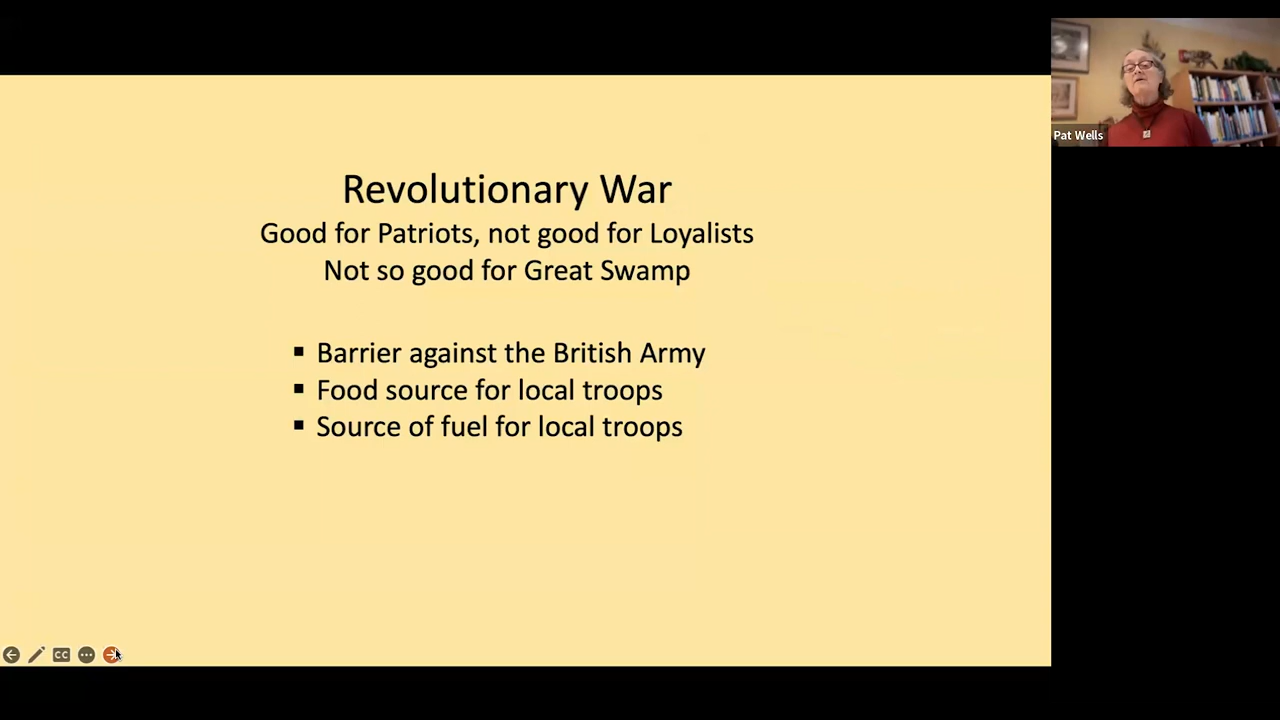 Revolutionary War
Good for Patriots, not good for Loyalists
Not so good for Great Swamp
▪ Barrier against the British Army
▪ Food source for local troops
▪ Source of fuel for local troops
Pat Wells
CC